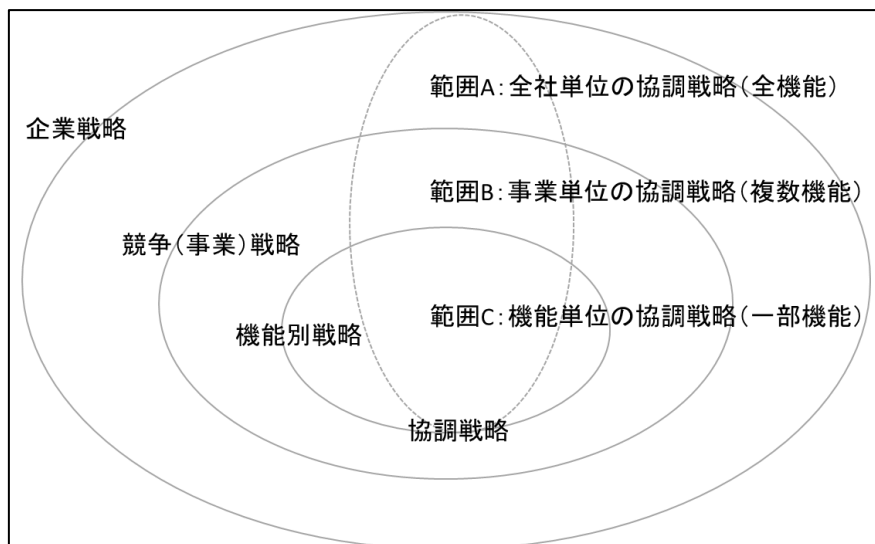 範囲A：全社単位の協調戦略（全機能）
企業戦略
範囲B：事業単位の協調戦略（複数機能）
競争（事業）戦略
範囲C：機能単位の協調戦略（一部機能）
機能別戦略
協調戦略